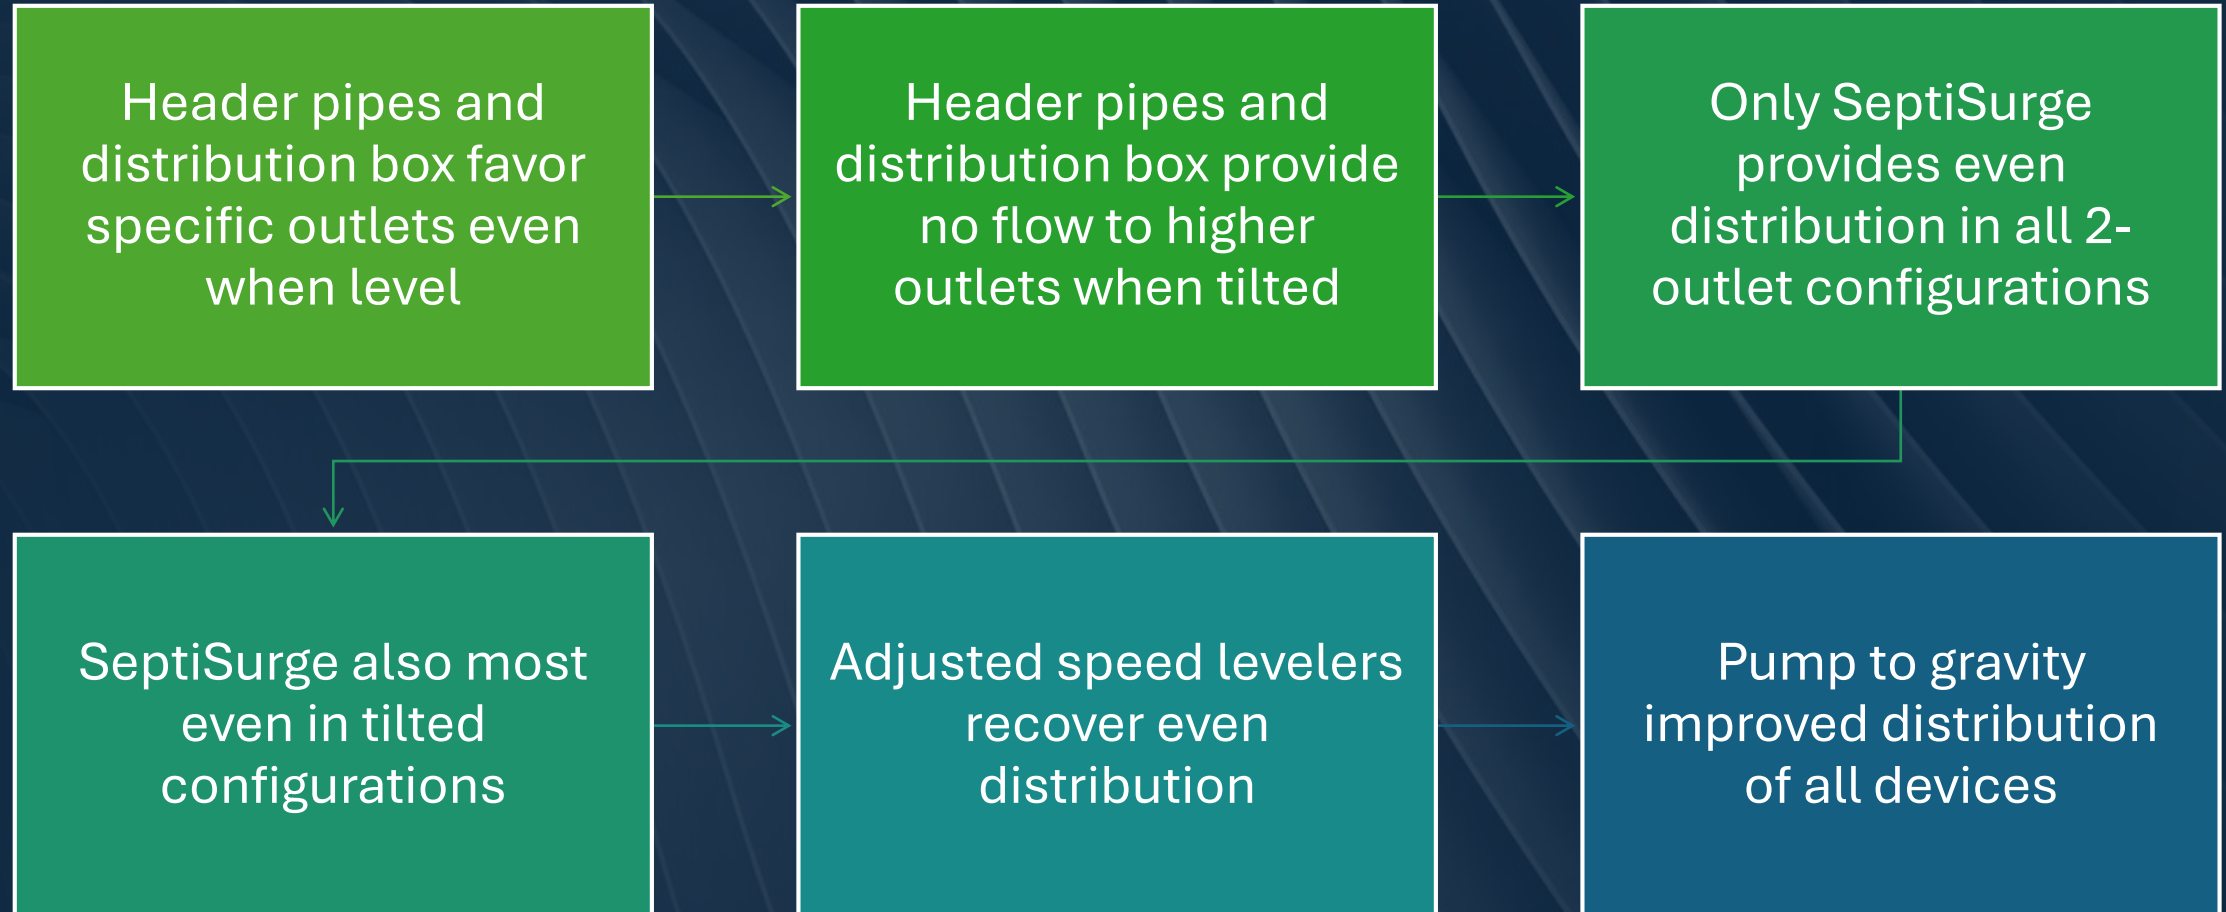 Header pipes and
distribution box favor
specific outlets even
when level
Header pipes and
distribution box provide
no flow to higher
outlets when tilted
Only SeptiSurge
provides even
distribution in all 2-
outlet configurations
SeptiSurge also most
even in tilted
configurations
Adjusted speed levelers
recover even
distribution
Pump to gravity
improved distribution
of all devices